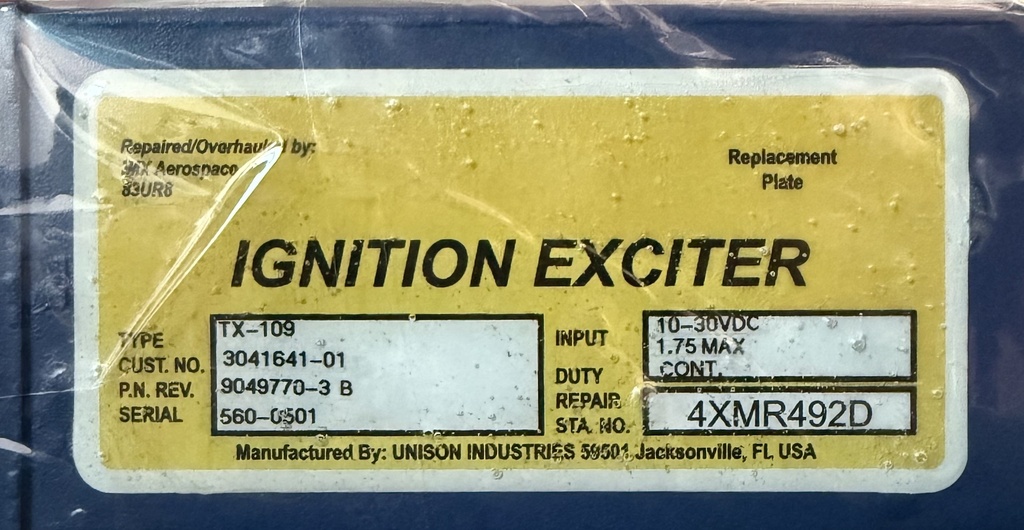 Repaired/Overhauled by:
Aerospace
83UR8
Replacement
Plate
IGNITION EXCITER
TYPE TX-109
CUST. NO. 3041641-01
P.N. REV. 9049770-3 B
SERIAL 560-0501
INPUT 10-30VDC
1.75 MAX
DUTY CONT.
REPAIR
STA. NO. 4XMR492D
Manufactured By: UNISON INDUSTRIES 59501 Jacksonville, FL USA